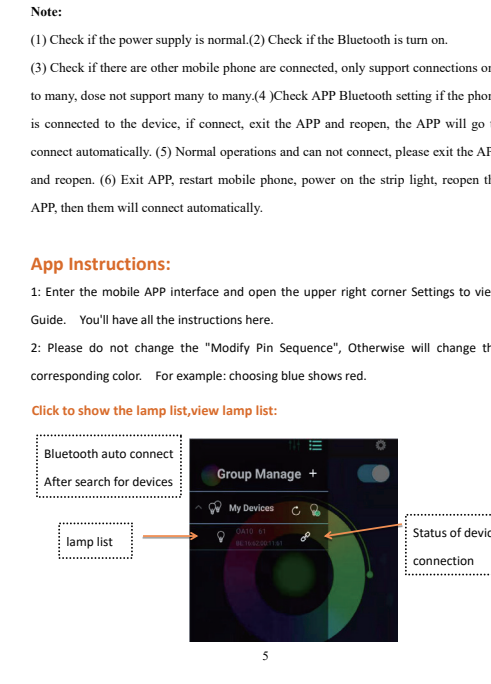 Note:
(1) Check if the power supply is normal.(2) Check if the Bluetooth is turn on.
(3) Check if there are other mobile phone are connected, only support connections on
to many, dose not support many to many.(4 )Check APP Bluetooth setting if the phon
is connected to the device, if connect, exit the APP and reopen, the APP will go t
connect automatically. (5) Normal operations and can not connect, please exit the AP
and reopen. (6) Exit APP, restart mobile phone, power on the strip light, reopen th
APP, then them will connect automatically.
App Instructions:
1: Enter the mobile APP interface and open the upper right corner Settings to vie
Guide. You'll have all the instructions here.
2: Please do not change the "Modify Pin Sequence", Otherwise will change th
corresponding color. For example: choosing blue shows red.
Click to show the lamp list,view lamp list:
Bluetooth auto connect
After search for devices
Group Manage +
My Devices
lamp list
Status of devic
connection
5